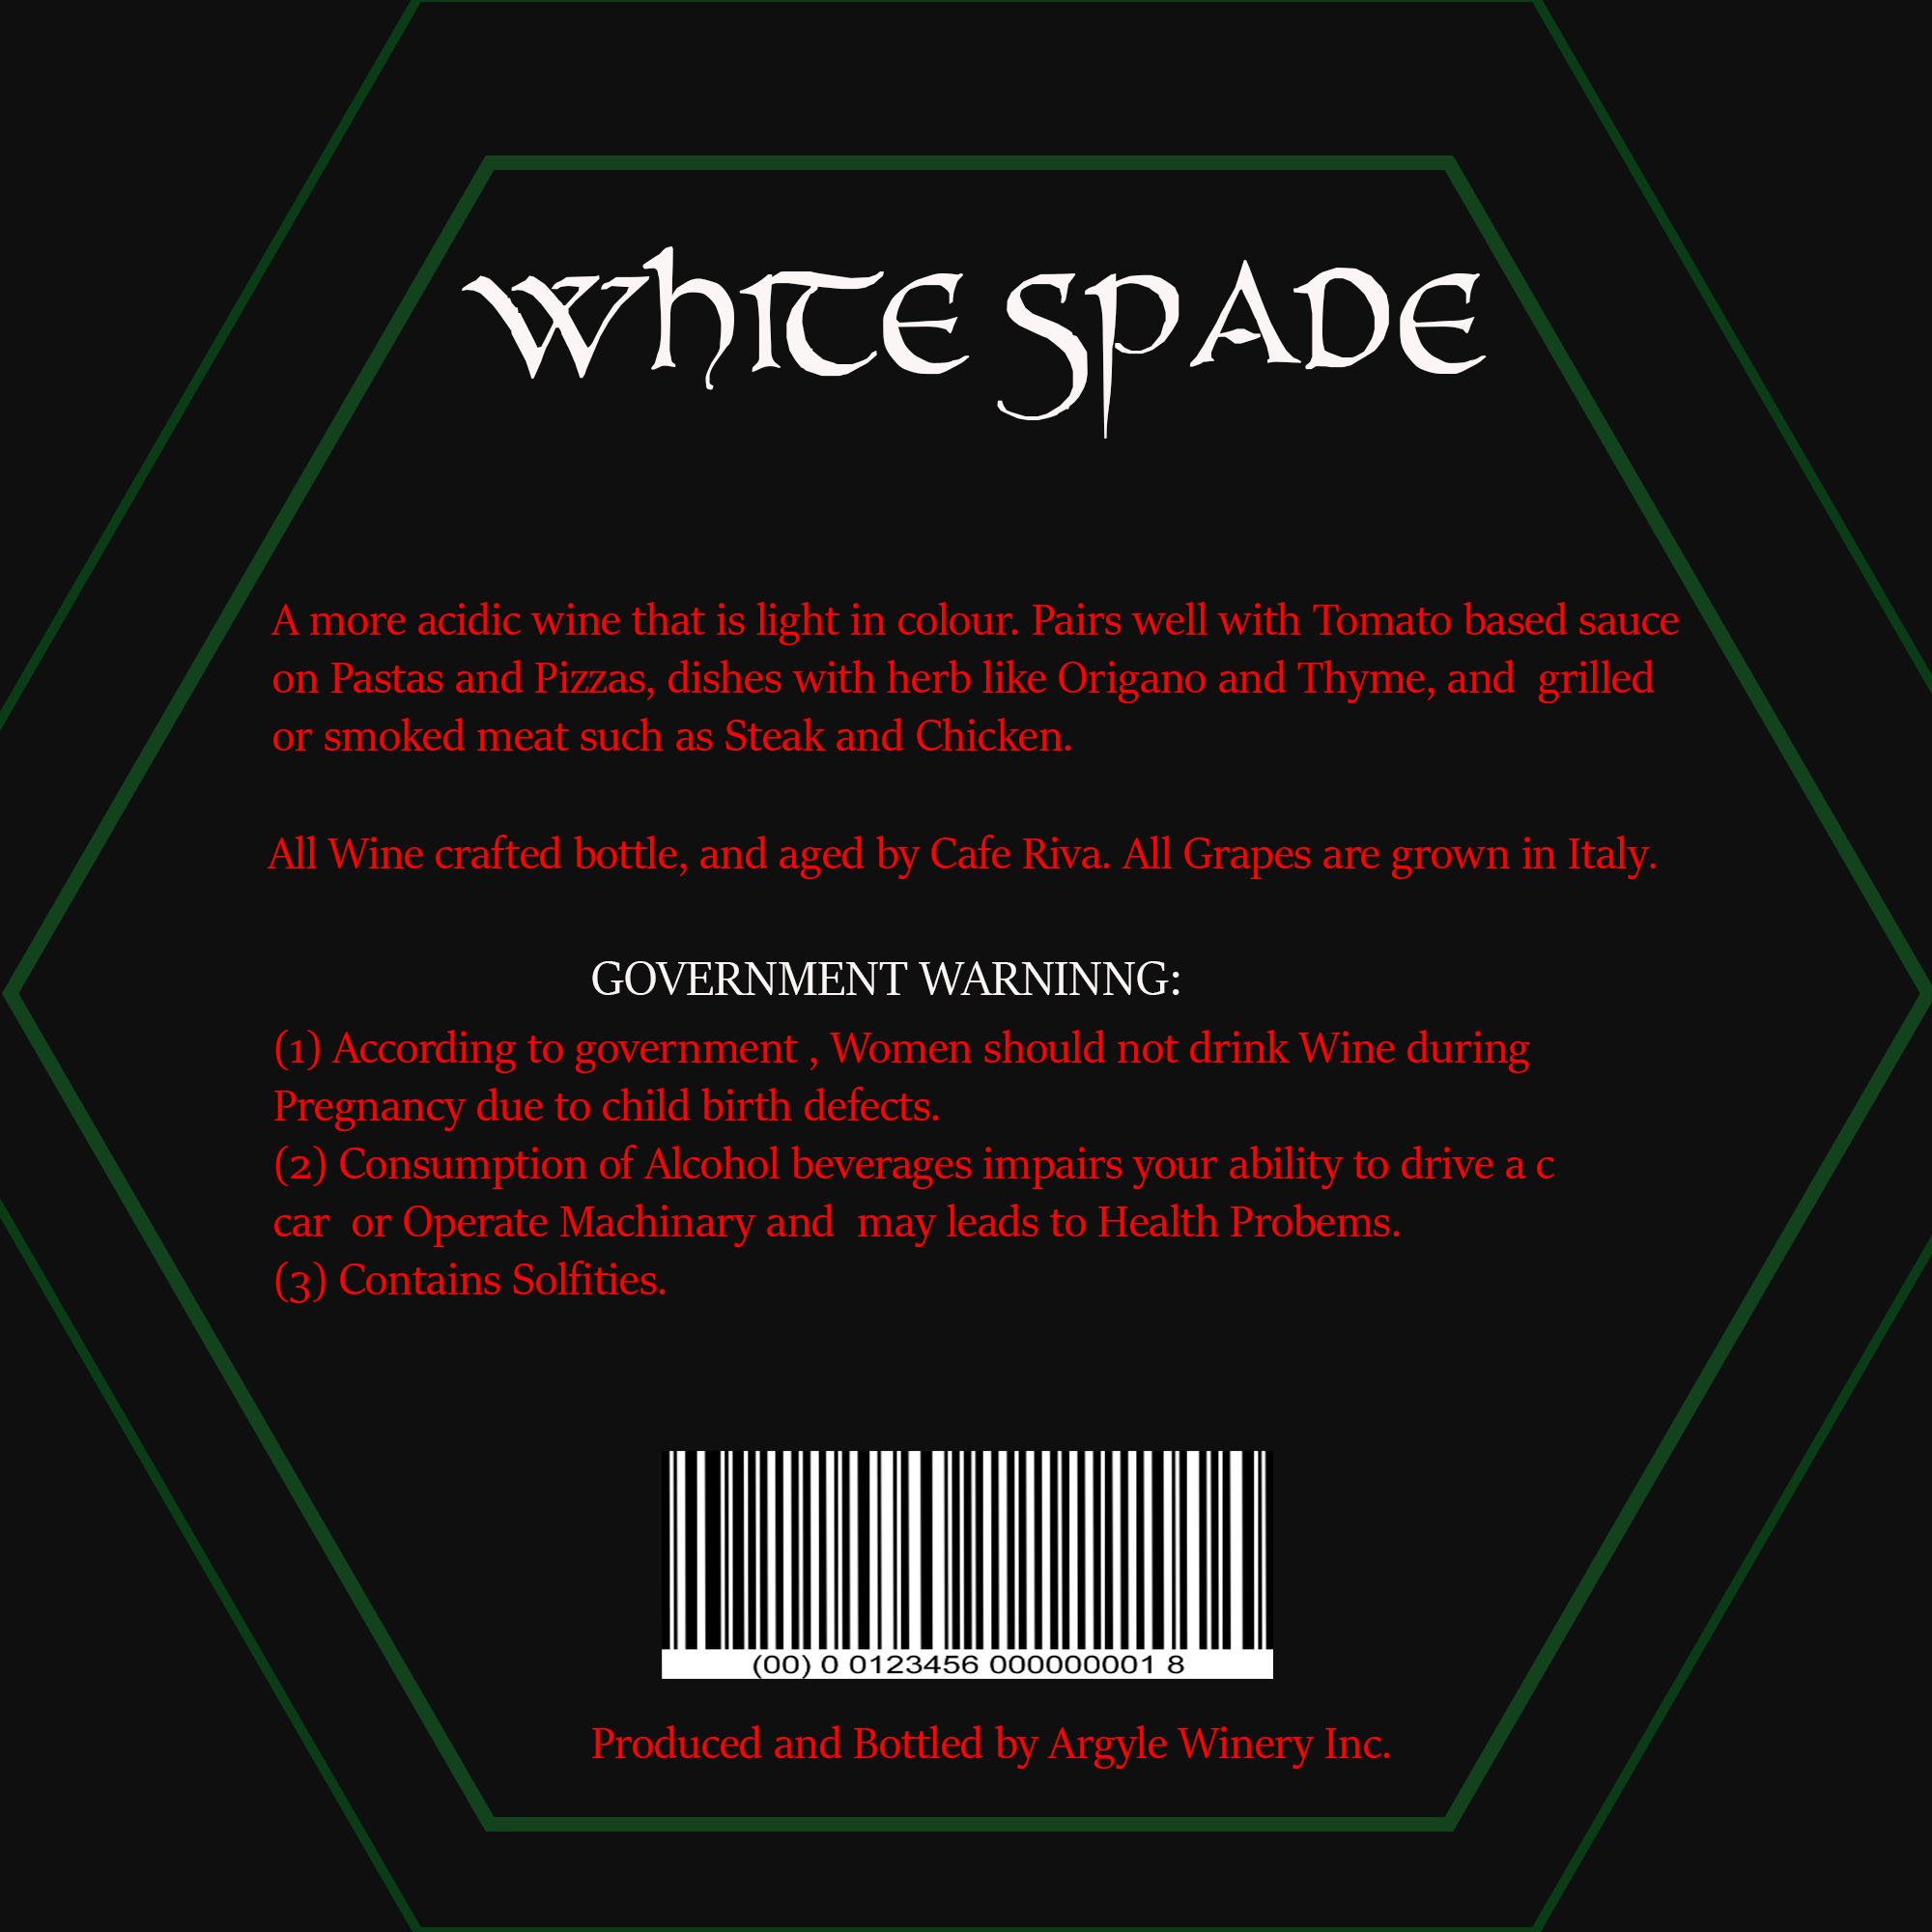 White Spade
A more acidic wine that is light in colour. Pairs well with Tomato based sauce
on Pastas and Pizzas, dishes with herb like Origano and Thyme, and  grilled
or smoked meat such as Steak and Chicken.
All Wine crafted bottle, and aged by Cafe Riva. All Grapes are grown in Italy.
GOVERNMENT WARNINNG:
(1) According to government , Women should not drink Wine during
Pregnancy due to child birth defects.
(2) Consumption of Alcohol beverages impairs your ability to drive a c
car  or Operate Machinary and  may leads to Health Probems.
(3) Contains Solfities.
(00) 0 0123456 000000001 8
Produced and Bottled by Argyle Winery Inc.